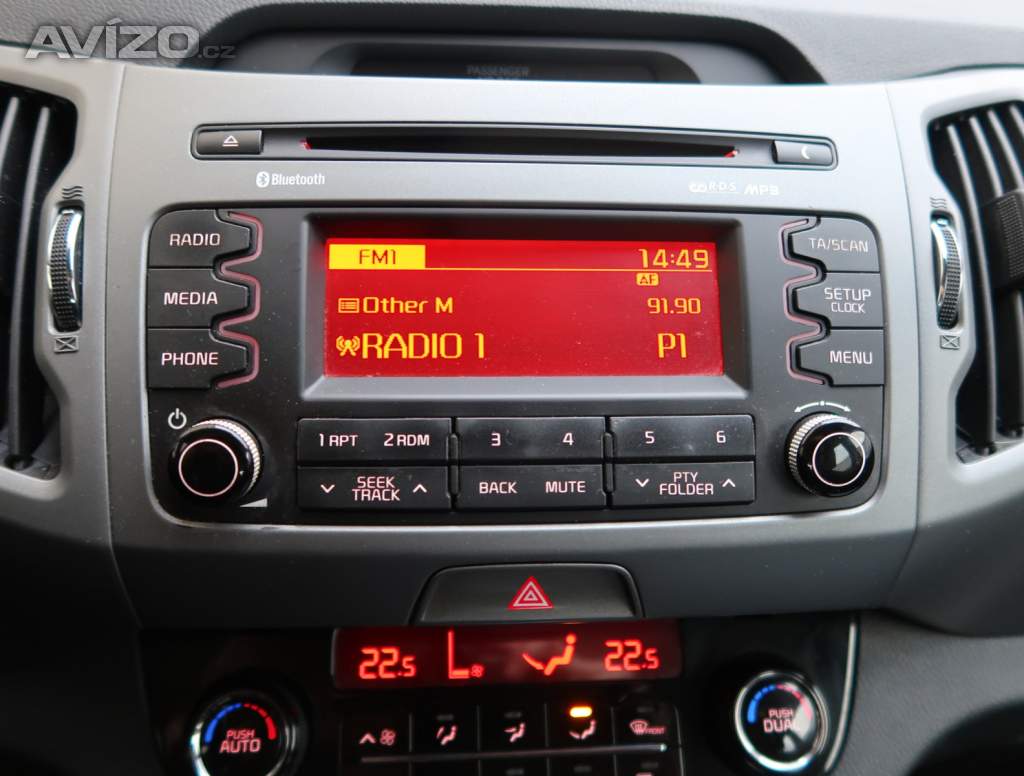 AVÍZO.cz
PASSENGER
Bluetooth
RDS MP3
RADIO
MEDIA
PHONE
FM1 14:49
AF
Other M 91.90
RADIO 1 P1
TA/SCAN
SETUP
CLOCK
MENU
1 RPT 2 RDM 3 4 5 6
SEEK
TRACK
BACK MUTE
PTY
FOLDER
22.5 22.5
PUSH
AUTO
FRONT
PUSH
DUAL